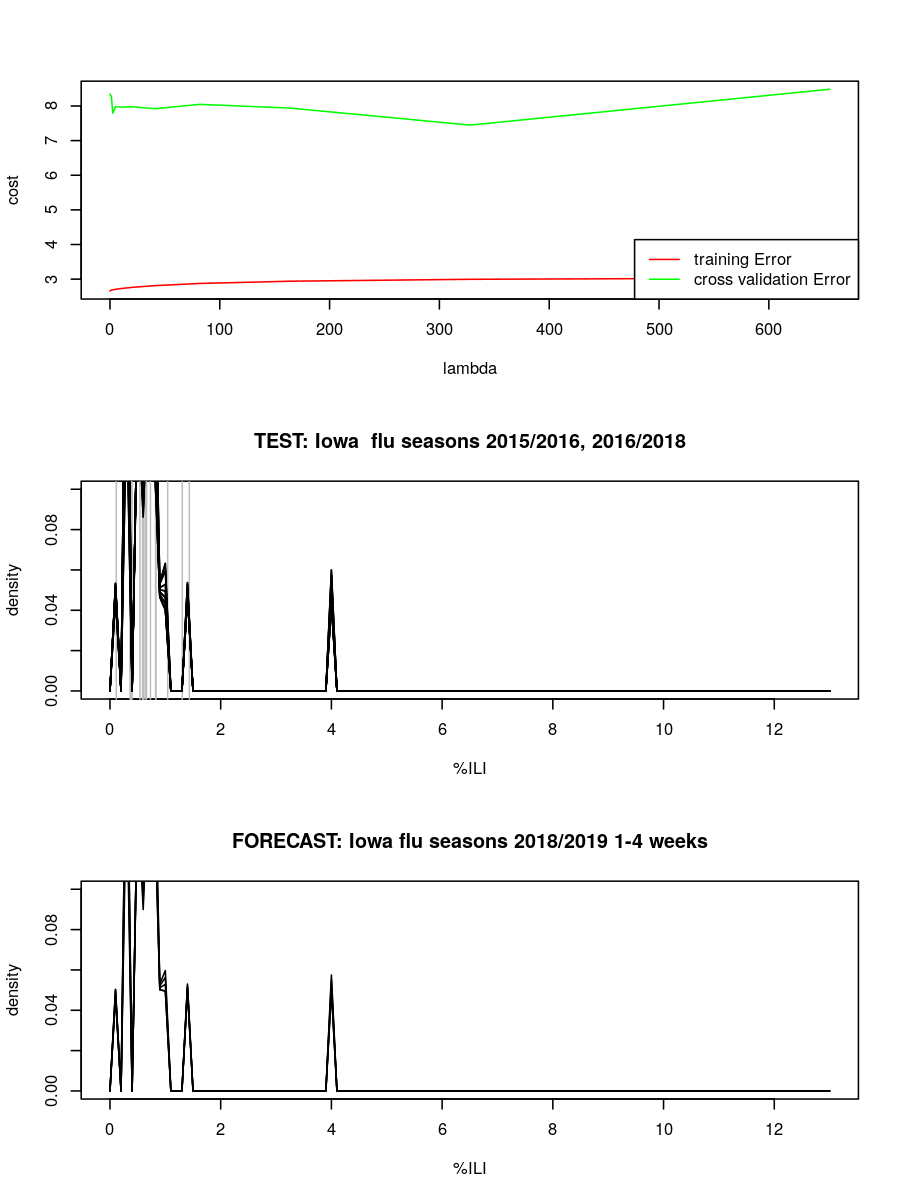 8
7
6
5
4
3
cost
training Error
cross validation Error
0 100 200 300 400 500 600
lambda
TEST: Iowa  flu seasons 2015/2016, 2016/2018
0.08
0.04
0.00
density
0 2 4 6 8 10 12
%ILI
FORECAST: Iowa flu seasons 2018/2019 1-4 weeks
0.08
0.04
0.00
density
0 2 4 6 8 10 12
%ILI